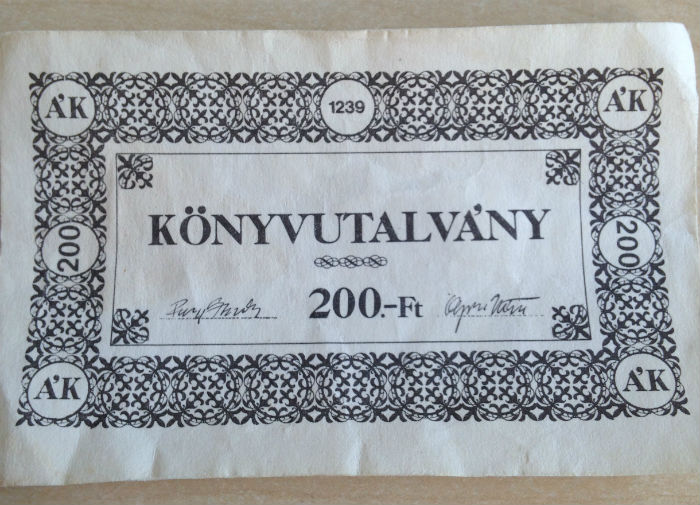 ÁK
1239
ÁK
KÖNYVUTALVÁNY
200
200
200.-Ft
ÁK
ÁK